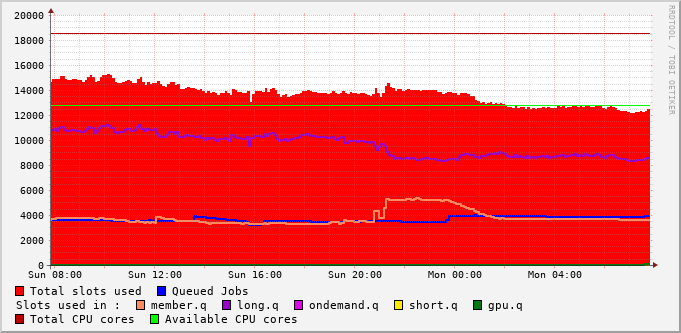 20000
18000
16000
14000
12000
10000
8000
6000
4000
2000
0
Sun 08:00 Sun 12:00 Sun 16:00 Sun 20:00 Mon 00:00 Mon 04:00
Total slots used Queued Jobs
Slots used in : member.q long.q ondemand.q short.q gpu.q
Total CPU cores Available CPU cores
RRDTOOL / TOBI OETIKER